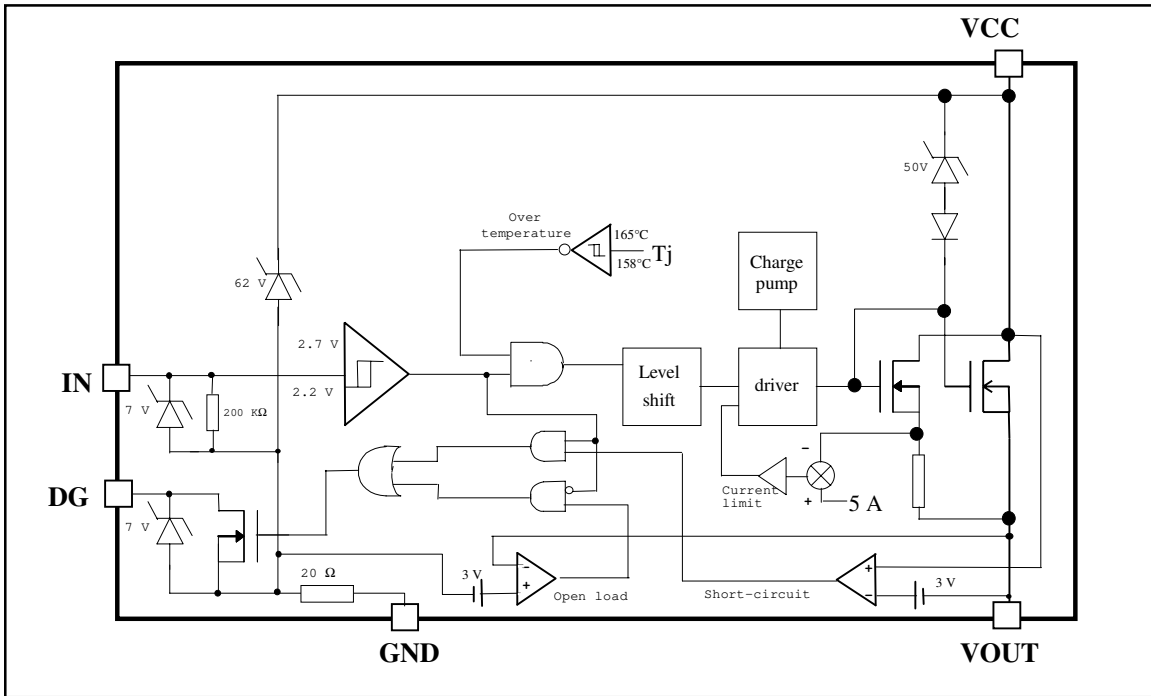 VCC
50V
Over
temperature
165°C
158°C
Tj
62 V
Charge
pump
2.7 V
2.2 V
IN
7 V
200 KΩ
Level
shift
driver
DG
7 V
Current
limit
−
+
5 A
20 Ω
3 V
−
+
Open load
Short-circuit
+
−
3 V
GND
VOUT